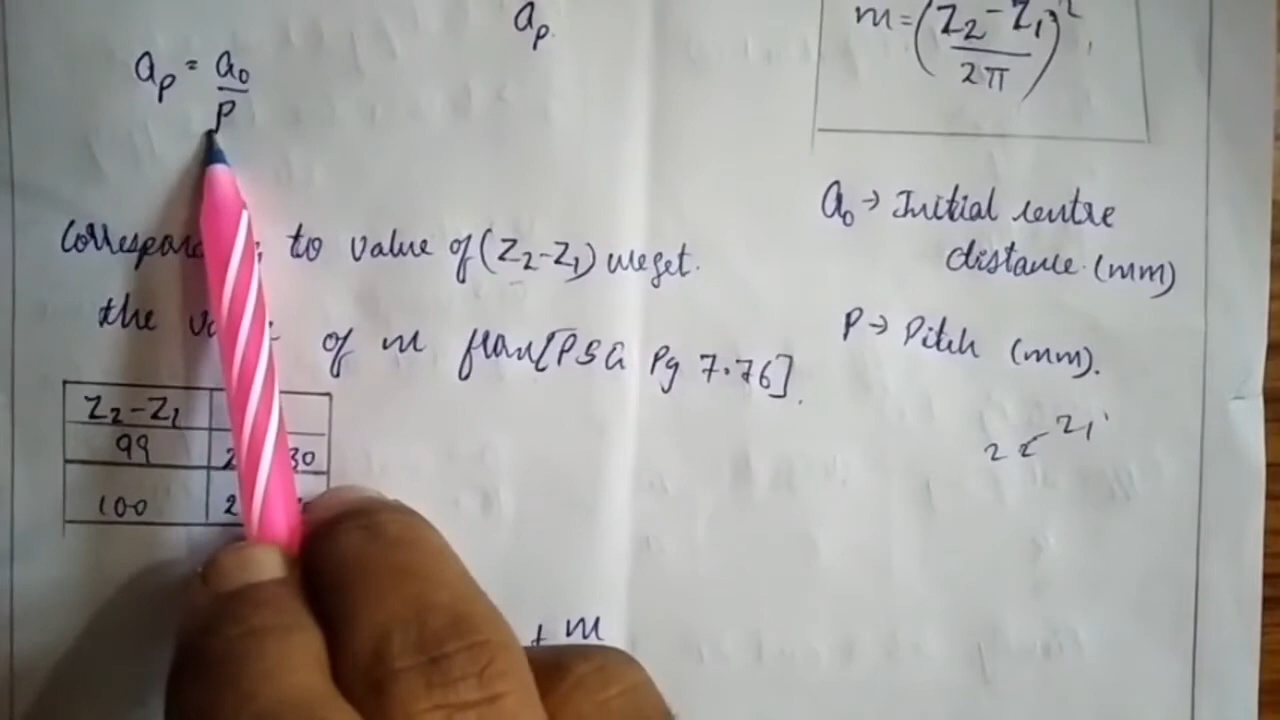 ap
m = (Z2 - Z1 / 2π)^2
ap = a0 / P
a0 → Initial centre
distance (mm)
to value of (Z2-Z1) we get.
the
of m from [PSG Pg 7.76].
P → Pitch (mm).
Z2-Z1
99
30
100
2
+ m